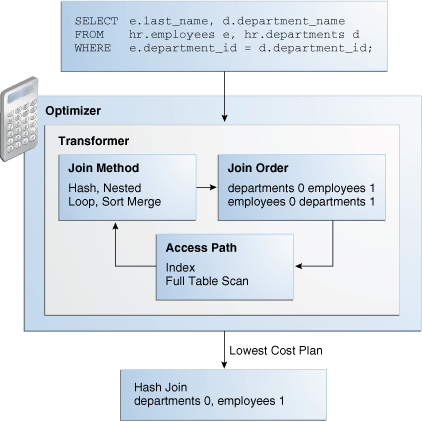 SELECT e.last_name, d.department_name
FROM hr.employees e, hr.departments d
WHERE e.department_id = d.department_id;
Optimizer
Transformer
Join Method
Hash, Nested
Loop, Sort Merge
Join Order
departments 0 employees 1
employees 0 departments 1
Access Path
Index
Full Table Scan
Lowest Cost Plan
Hash Join
departments 0, employees 1